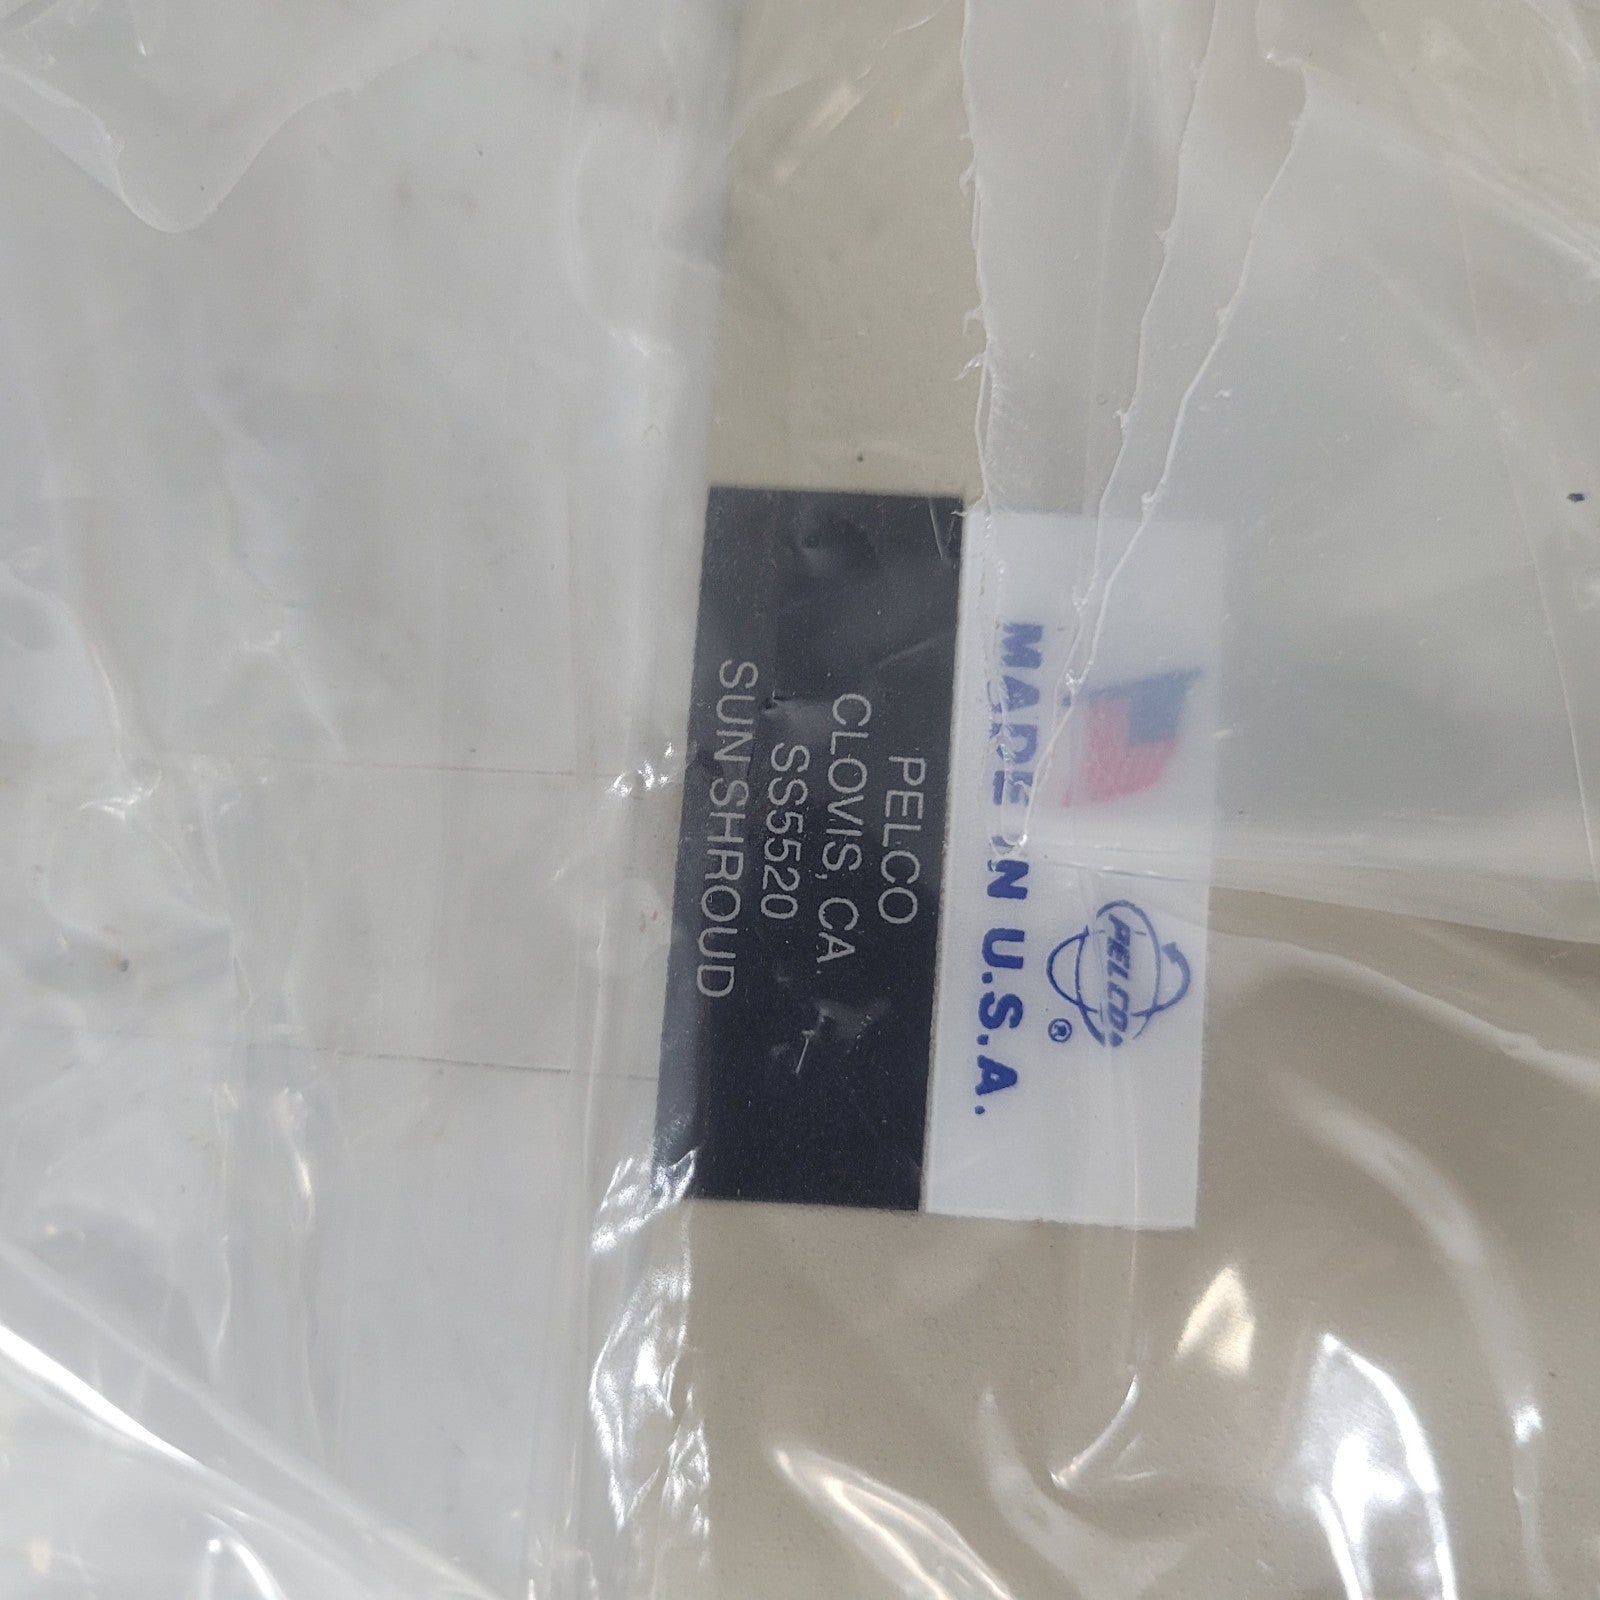 PELCO
CLOVIS, CA
SS5520
SUN SHROUD
PELCO®
MADE IN U.S.A.